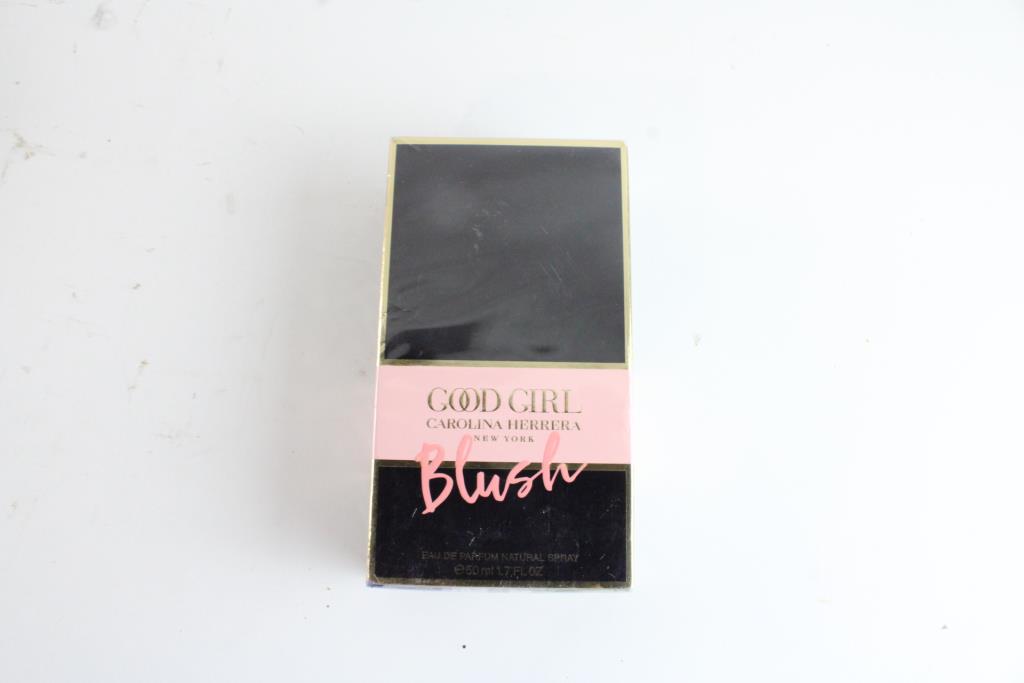 GOOD GIRL
CAROLINA HERRERA
NEW YORK
Blush
EAU DE PARFUM NATURAL SPRAY
℮50 ml 1.7 FL.OZ